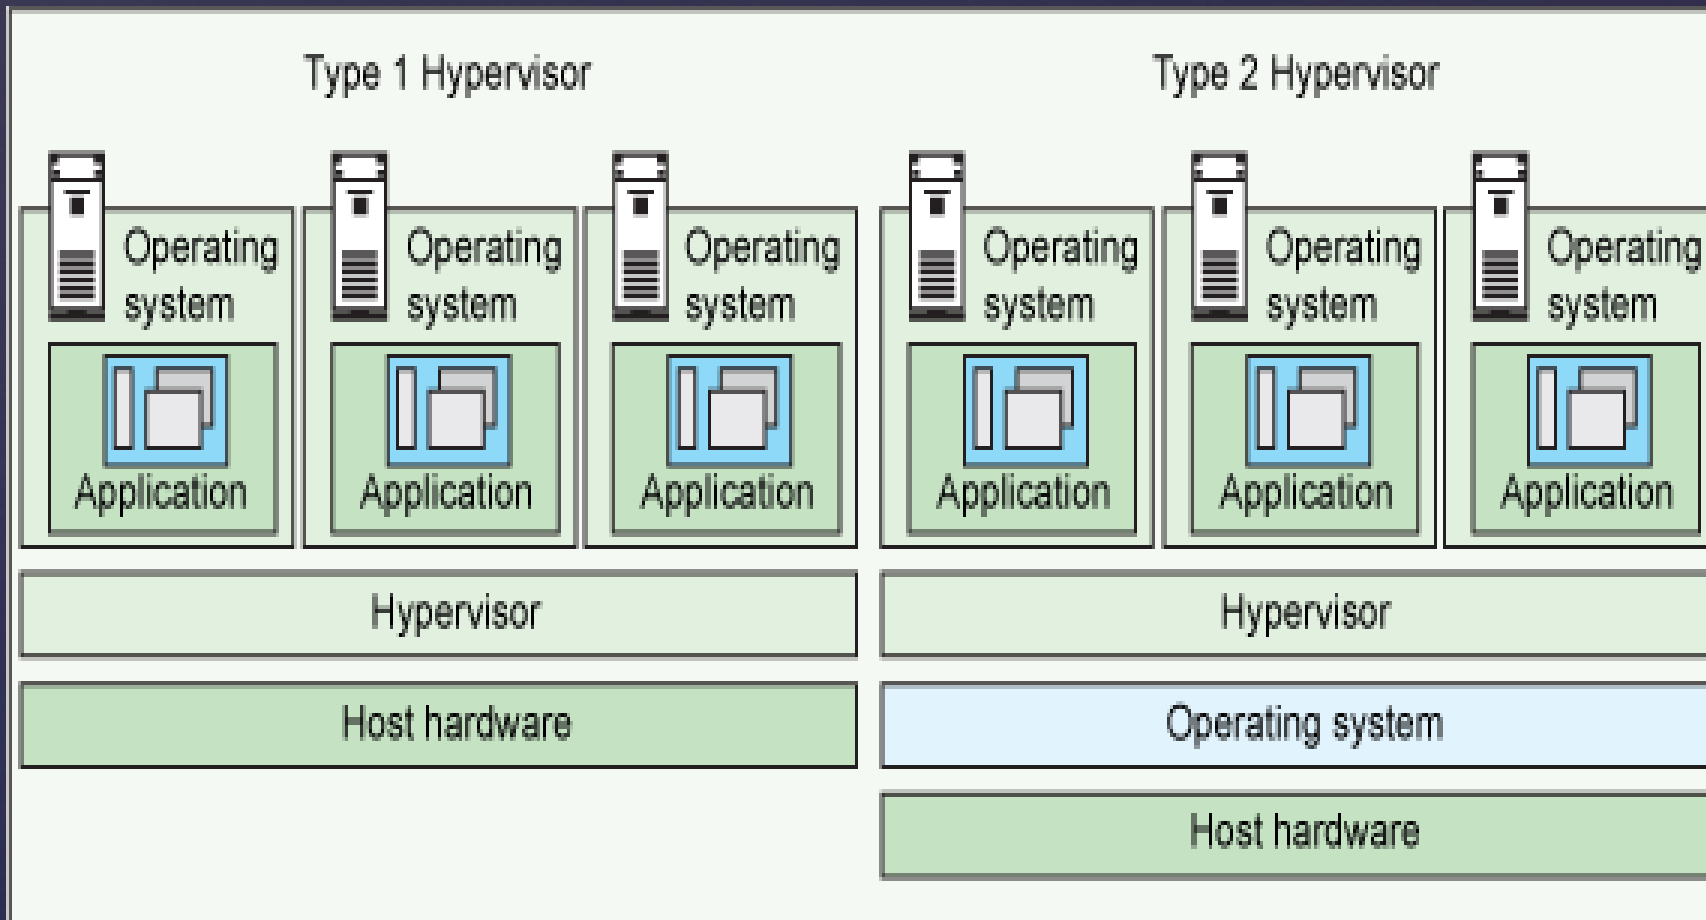 Type 1 Hypervisor
Operating
system
Application
Operating
system
Application
Operating
system
Application
Hypervisor
Host hardware
Type 2 Hypervisor
Operating
system
Application
Operating
system
Application
Operating
system
Application
Hypervisor
Operating system
Host hardware